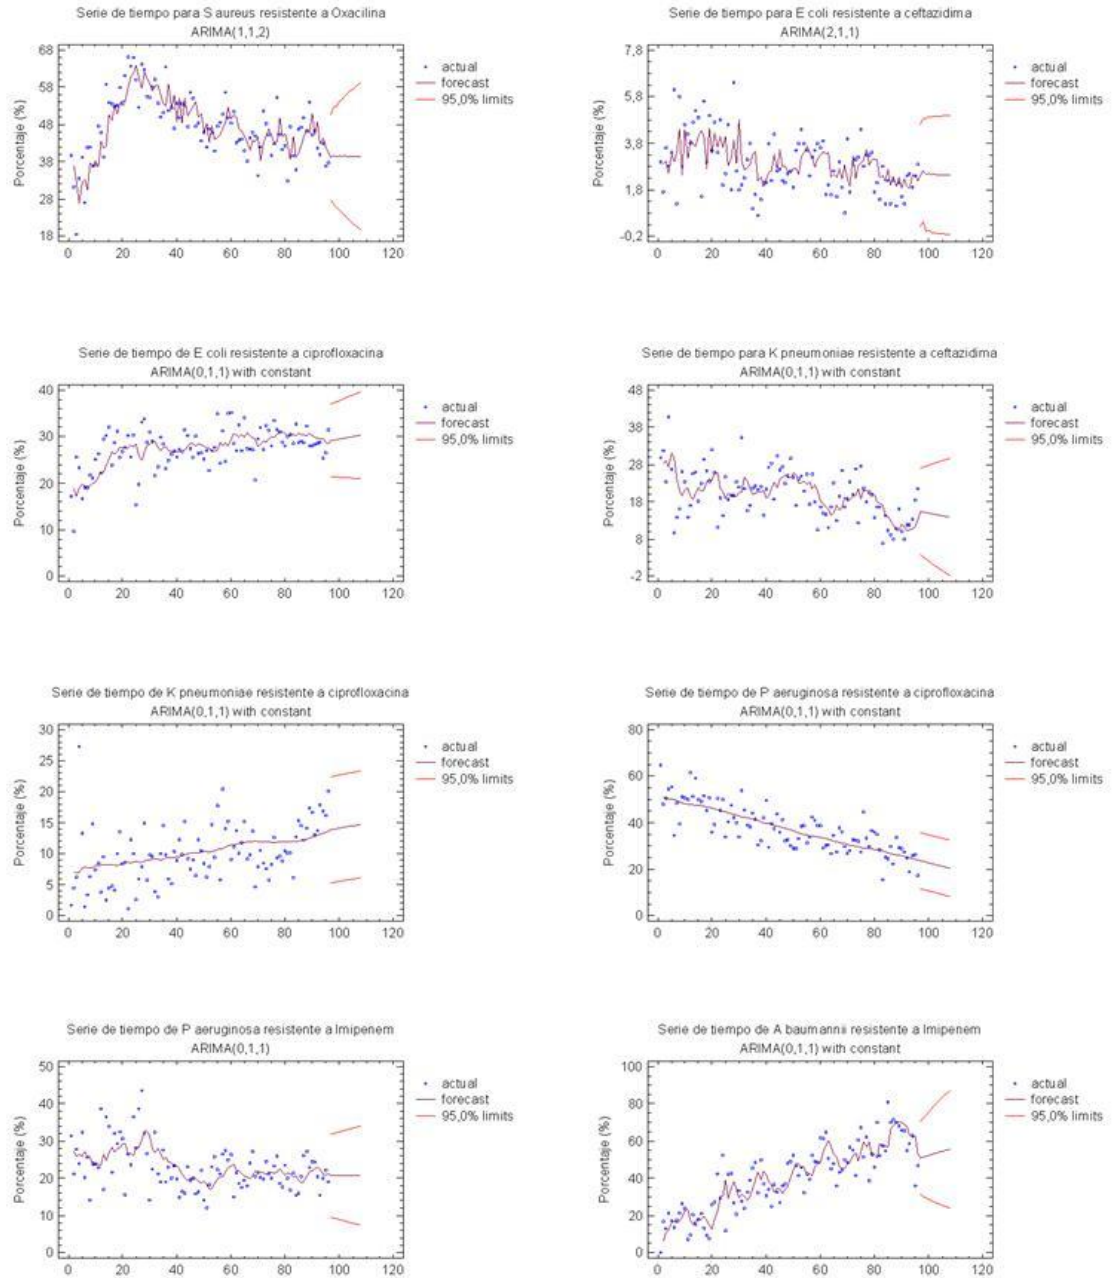 Serie de tiempo para S aureus resistente a Oxacilina
ARIMA(1,1,2)
Porcentaje (%)
68
58
48
38
28
18
0 20 40 60 80 100 120
actual
forecast
95,0% limits
Serie de tiempo para E coli resistente a ceftazidima
ARIMA(2,1,1)
Porcentaje (%)
7,8
5,8
3,8
1,8
-0,2
0 20 40 60 80 100 120
actual
forecast
95,0% limits
Serie de tiempo de E coli resistente a ciprofloxacina
ARIMA(0,1,1) with constant
Porcentaje (%)
40
30
20
10
0
0 20 40 60 80 100 120
actual
forecast
95,0% limits
Serie de tiempo para K pneumoniae resistente a ceftazidima
ARIMA(0,1,1) with constant
Porcentaje (%)
48
38
28
18
8
-2
0 20 40 60 80 100 120
actual
forecast
95,0% limits
Serie de tiempo de K pneumoniae resistente a ciprofloxacina
ARIMA(0,1,1) with constant
Porcentaje (%)
30
25
20
15
10
5
0
0 20 40 60 80 100 120
actual
forecast
95,0% limits
Serie de tiempo de P aeruginosa resistente a ciprofloxacina
ARIMA(0,1,1) with constant
Porcentaje (%)
80
60
40
20
0
0 20 40 60 80 100 120
actual
forecast
95,0% limits
Serie de tiempo de P aeruginosa resistente a Imipenem
ARIMA(0,1,1)
Porcentaje (%)
50
40
30
20
10
0
0 20 40 60 80 100 120
actual
forecast
95,0% limits
Serie de tiempo de A baumannii resistente a Imipenem
ARIMA(0,1,1) with constant
Porcentaje (%)
100
80
60
40
20
0
0 20 40 60 80 100 120
actual
forecast
95,0% limits